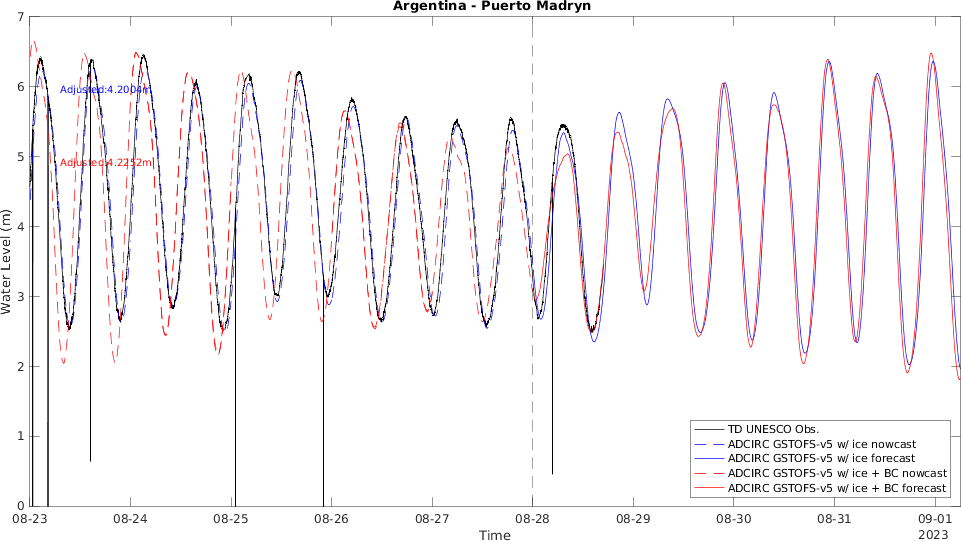 Argentina - Puerto Madryn
Water Level (m)
7
6
5
4
3
2
1
0
Adjusted:4.2004m
Adjusted:4.2252m
TD UNESCO Obs.
ADCIRC GSTOFS-v5 w/ ice nowcast
ADCIRC GSTOFS-v5 w/ ice forecast
ADCIRC GSTOFS-v5 w/ ice + BC nowcast
ADCIRC GSTOFS-v5 w/ ice + BC forecast
08-23 08-24 08-25 08-26 08-27 08-28 08-29 08-30 08-31 09-01
2023
Time